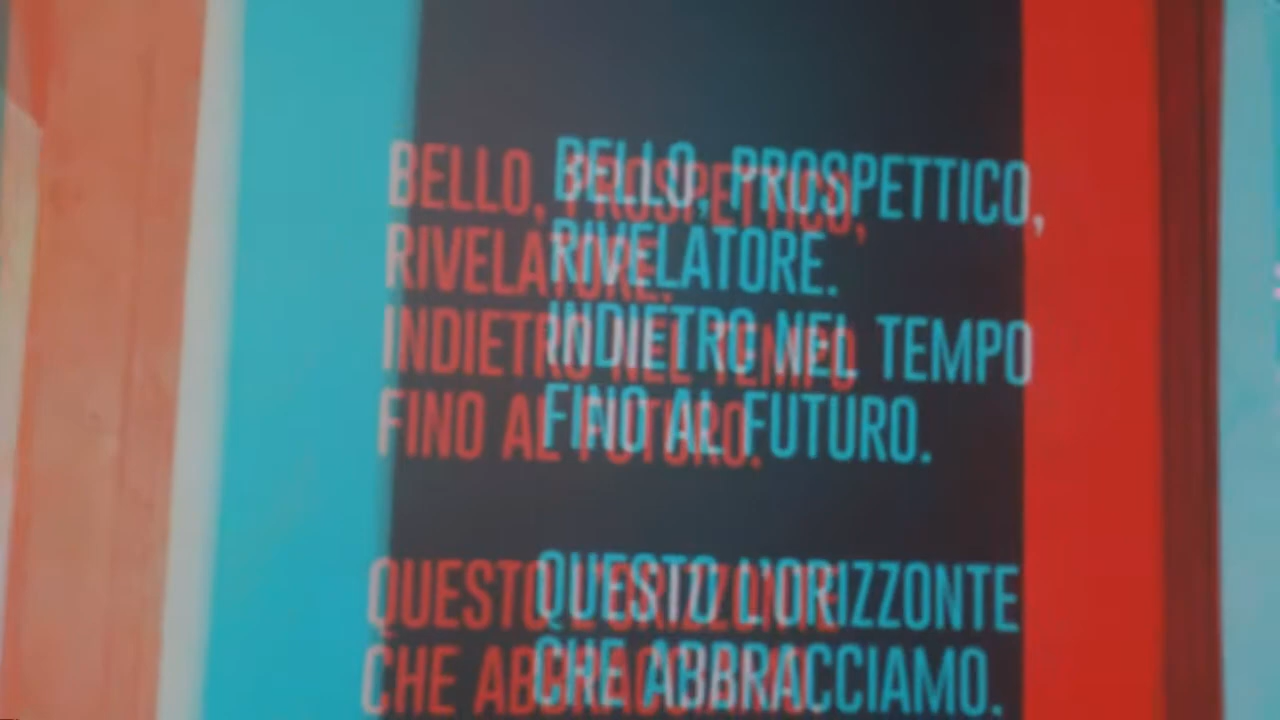 BELLO, PROSPETTICO,
RIVELATORE.
INDIETRO NEL TEMPO
FINO AL FUTURO.
QUESTO L'ORIZZONTE
CHE ABBRACCIAMO.